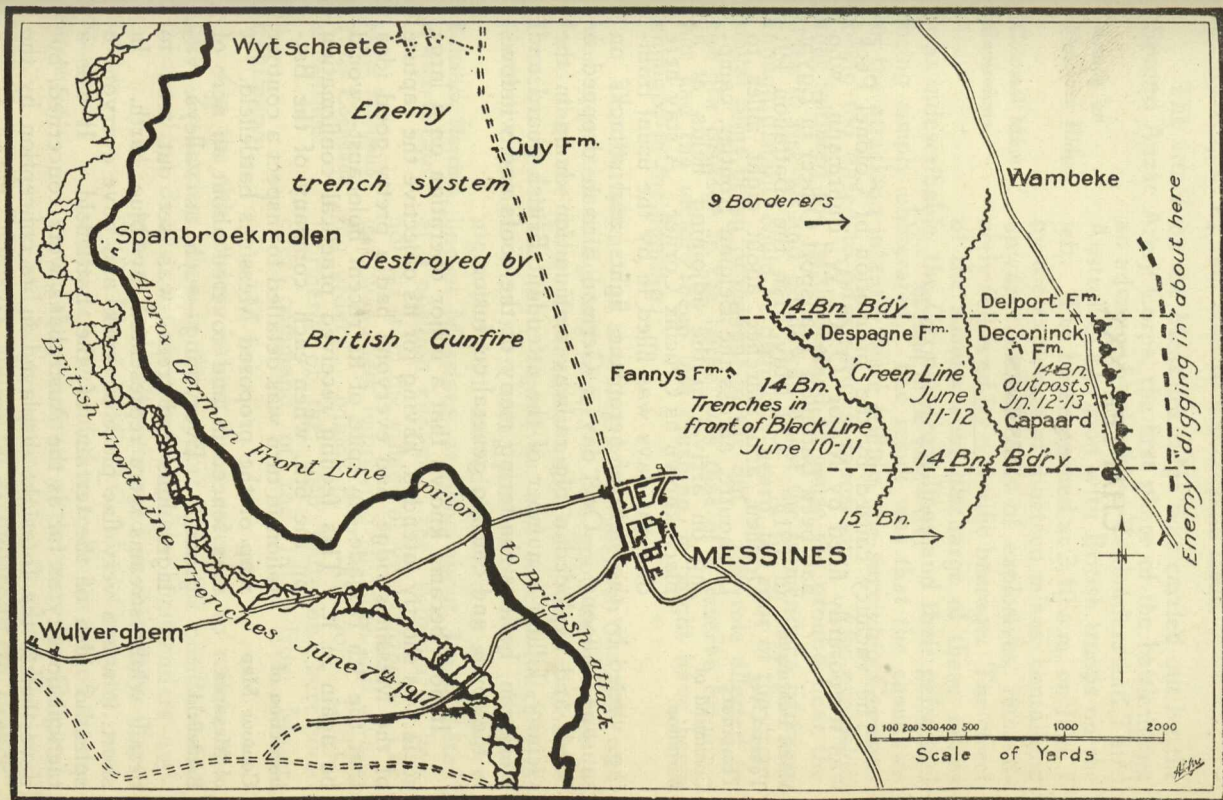 Wytschaete
Enemy
trench system
destroyed by
British Gunfire
Guy Fm.
Spanbroekmolen
Approx German Front Line prior to British attack
British Front Line Trenches June 7th 1917
Wulverghem
Fannys Fm.
MESSINES
9 Borderers
14 Bn. B'dy
Despagne Fm.
14 Bn.
Trenches in
front of Black Line
June 10-11
'Green Line'
June
11-12
15 Bn.
Wambeke
Delport Fm.
Deconinck
Fm.
14 Bn.
Outposts
Jn. 12-13
Gapaard
14 Bns B'dry
Enemy digging in about here
0 100 200 300 400 500 1000 2000
Scale of Yards